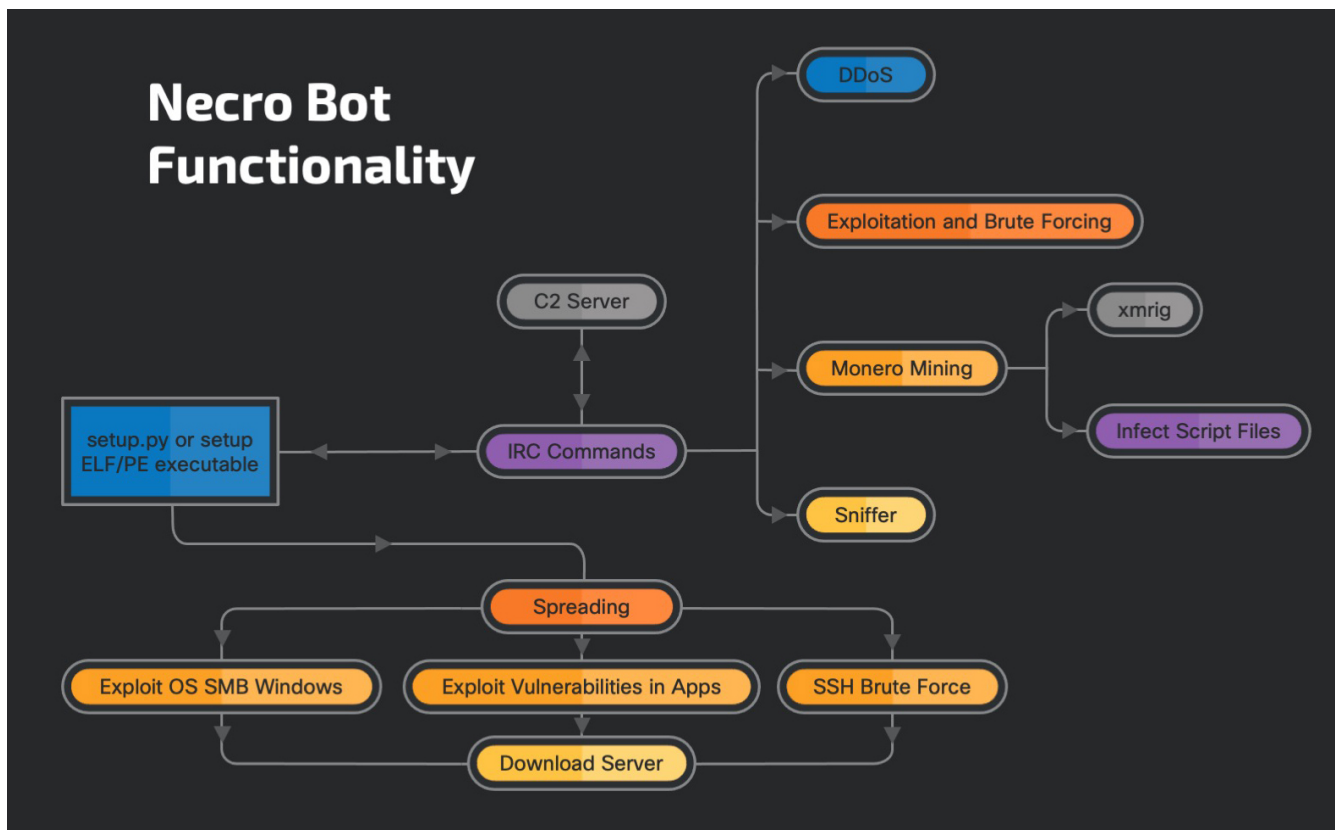 Necro Bot
Functionality
DDoS
Exploitation and Brute Forcing
C2 Server
xmrig
Monero Mining
setup.py or setup
ELF/PE executable
IRC Commands
Infect Script Files
Sniffer
Spreading
Exploit OS SMB Windows
Exploit Vulnerabilities in Apps
SSH Brute Force
Download Server